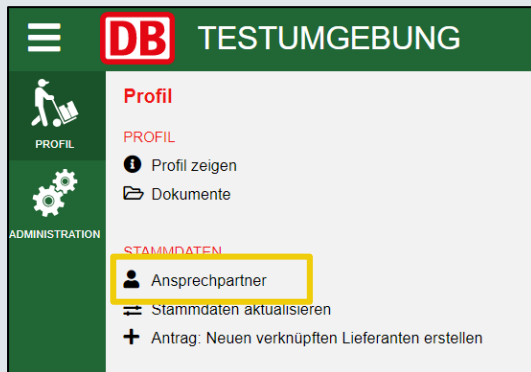 DB TESTUMGEBUNG
PROFIL
ADMINISTRATION
Profil
PROFIL
Profil zeigen
Dokumente
STAMMDATEN
Ansprechpartner
Stammdaten aktualisieren
Antrag: Neuen verknüpften Lieferanten erstellen